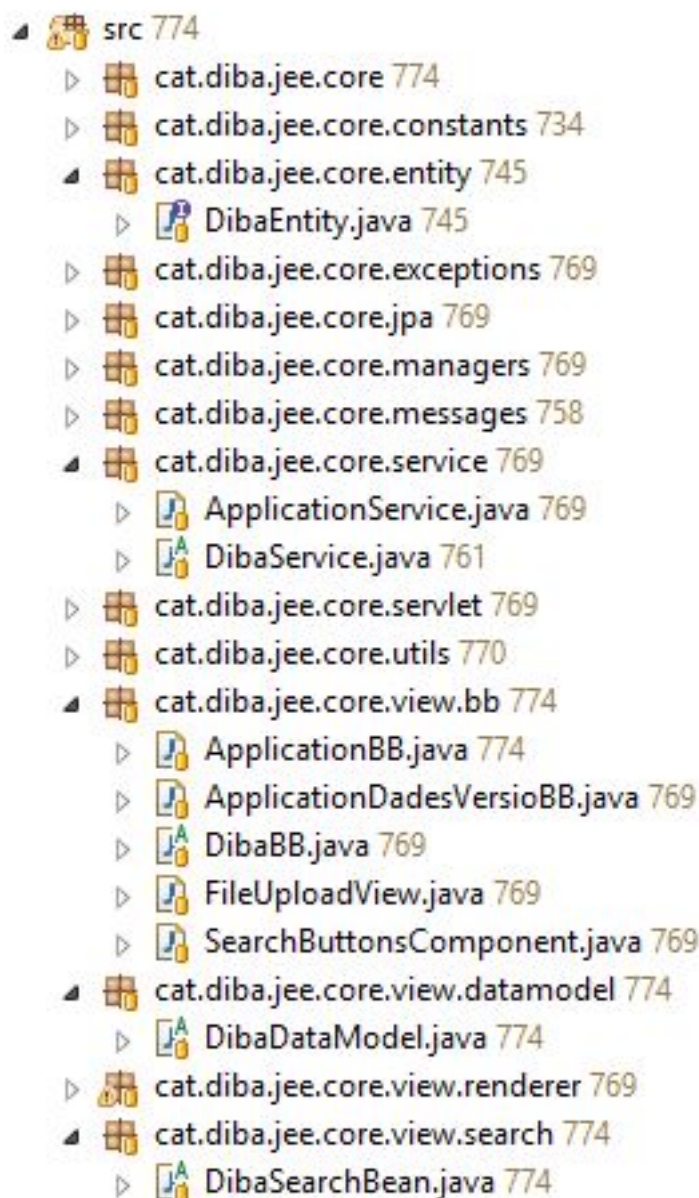 src 774
cat.diba.jee.core 774
cat.diba.jee.core.constants 734
cat.diba.jee.core.entity 745
DibaEntity.java 745
cat.diba.jee.core.exceptions 769
cat.diba.jee.core.jpa 769
cat.diba.jee.core.managers 769
cat.diba.jee.core.messages 758
cat.diba.jee.core.service 769
ApplicationService.java 769
DibaService.java 761
cat.diba.jee.core.servlet 769
cat.diba.jee.core.utils 770
cat.diba.jee.core.view.bb 774
ApplicationBB.java 774
ApplicationDadesVersioBB.java 769
DibaBB.java 769
FileUploadView.java 769
SearchButtonsComponent.java 769
cat.diba.jee.core.view.datamodel 774
DibaDataModel.java 774
cat.diba.jee.core.view.renderer 769
cat.diba.jee.core.view.search 774
DibaSearchBean.java 774